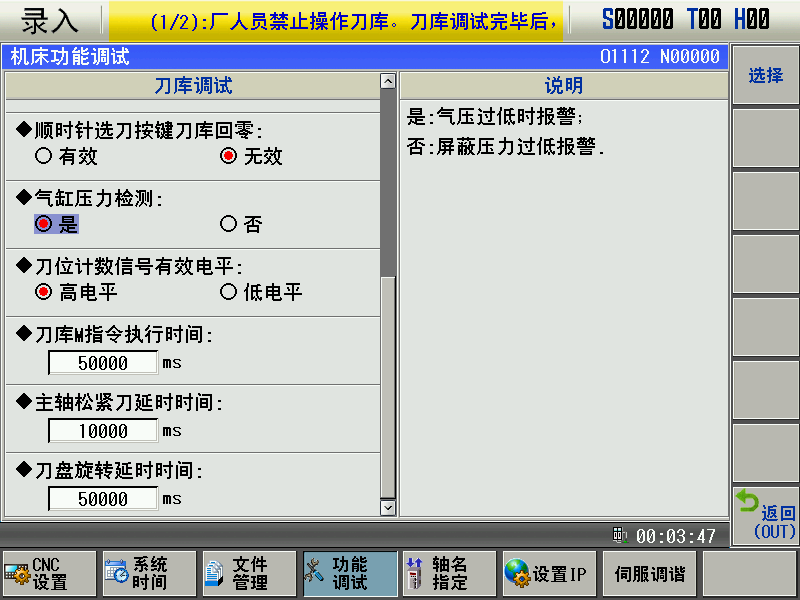 录入 (1/2):厂人员禁止操作刀库。刀库调试完毕后, S00000 T00 H00
机床功能调试 O1112 N00000
选择
刀库调试 说明
◆顺时针选刀按键刀库回零:
有效 无效
◆气缸压力检测:
是 否
◆刀位计数信号有效电平:
高电平 低电平
◆刀库M指令执行时间:
50000 ms
◆主轴松紧刀延时时间:
10000 ms
◆刀盘旋转延时时间:
50000 ms
是:气压过低时报警;
否:屏蔽压力过低报警.
返回
(OUT)
00:03:47
CNC
设置
系统
时间
文件
管理
功能
调试
轴名
指定
设置IP
伺服调谐